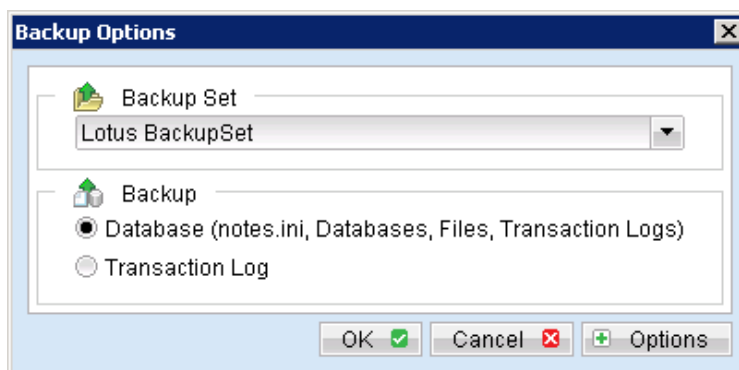 Backup Options
Backup Set
Lotus BackupSet
Backup
Database (notes.ini, Databases, Files, Transaction Logs)
Transaction Log
OK Cancel Options